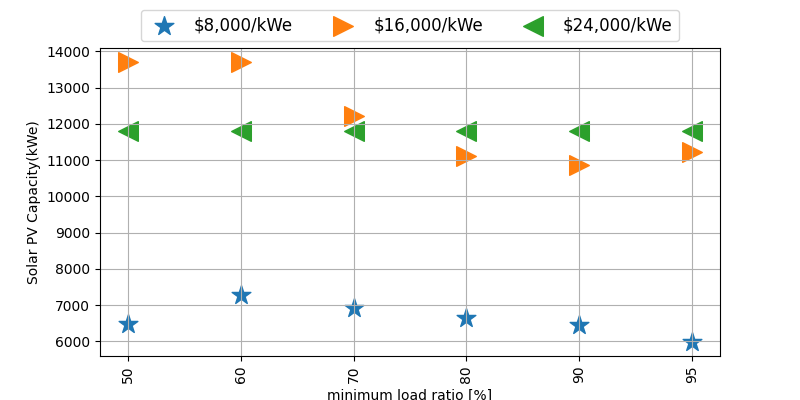 $8,000/kWe $16,000/kWe $24,000/kWe
14000
13000
12000
11000
10000
9000
8000
7000
6000
Solar PV Capacity(kWe)
50 60 70 80 90 95
minimum load ratio [%]